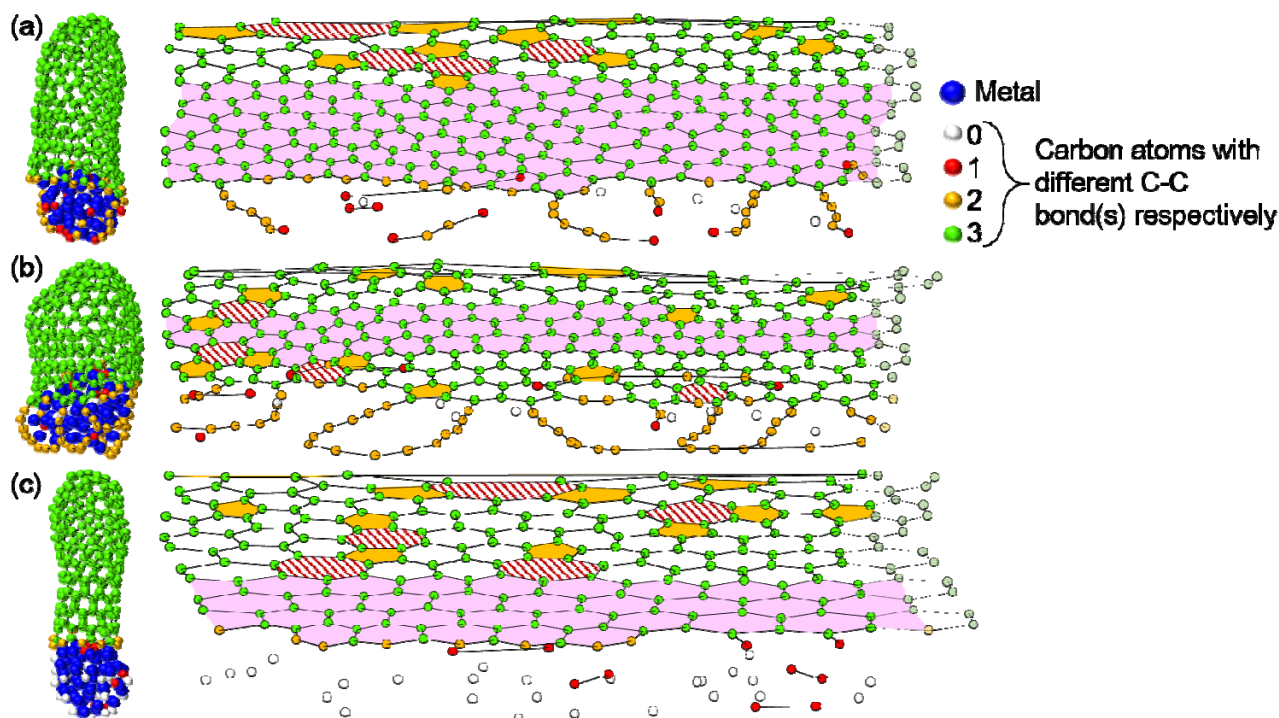 (a)
Metal
0
1
2
3
Carbon atoms with
different C-C
bond(s) respectively
(b)
(c)